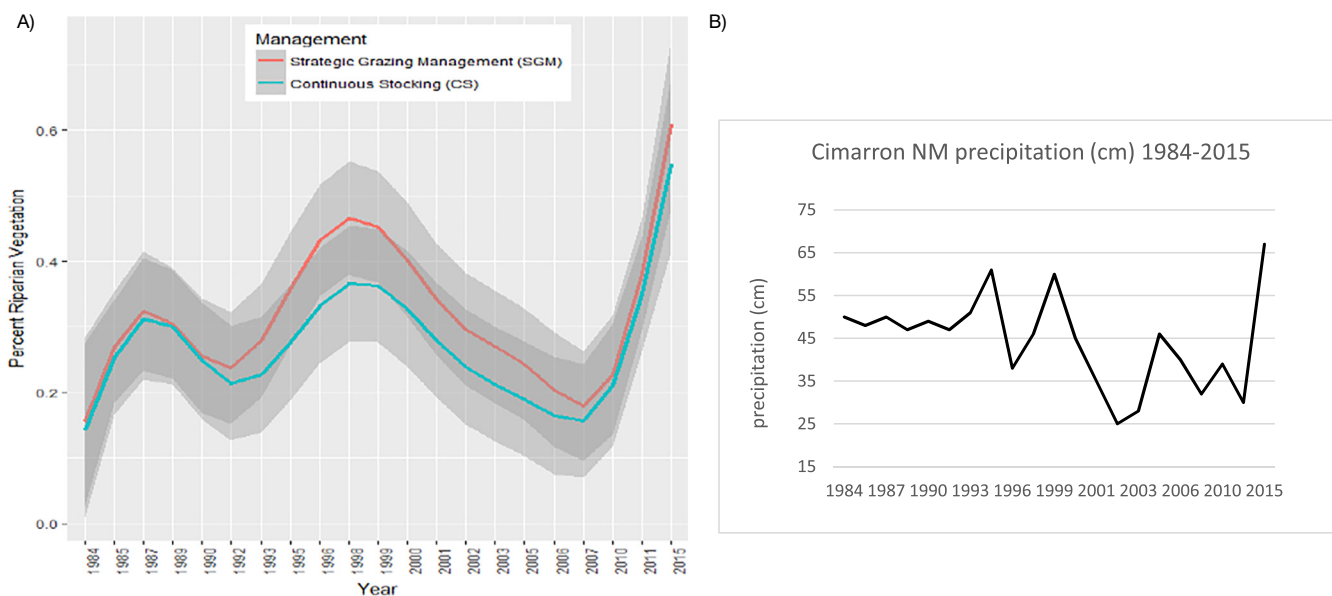 A)
Management
Strategic Grazing Management (SGM)
Continuous Stocking (CS)
Percent Riparian Vegetation
0.6
0.4
0.2
0.0
1984 1985 1987 1989 1990 1992 1993 1995 1996 1998 1999 2000 2001 2002 2003 2005 2006 2007 2010 2011 2015
Year
B)
Cimarron NM precipitation (cm) 1984-2015
precipitation (cm)
75
65
55
45
35
25
15
1984 1987 1990 1993 1996 1999 2001 2003 2006 2010 2015